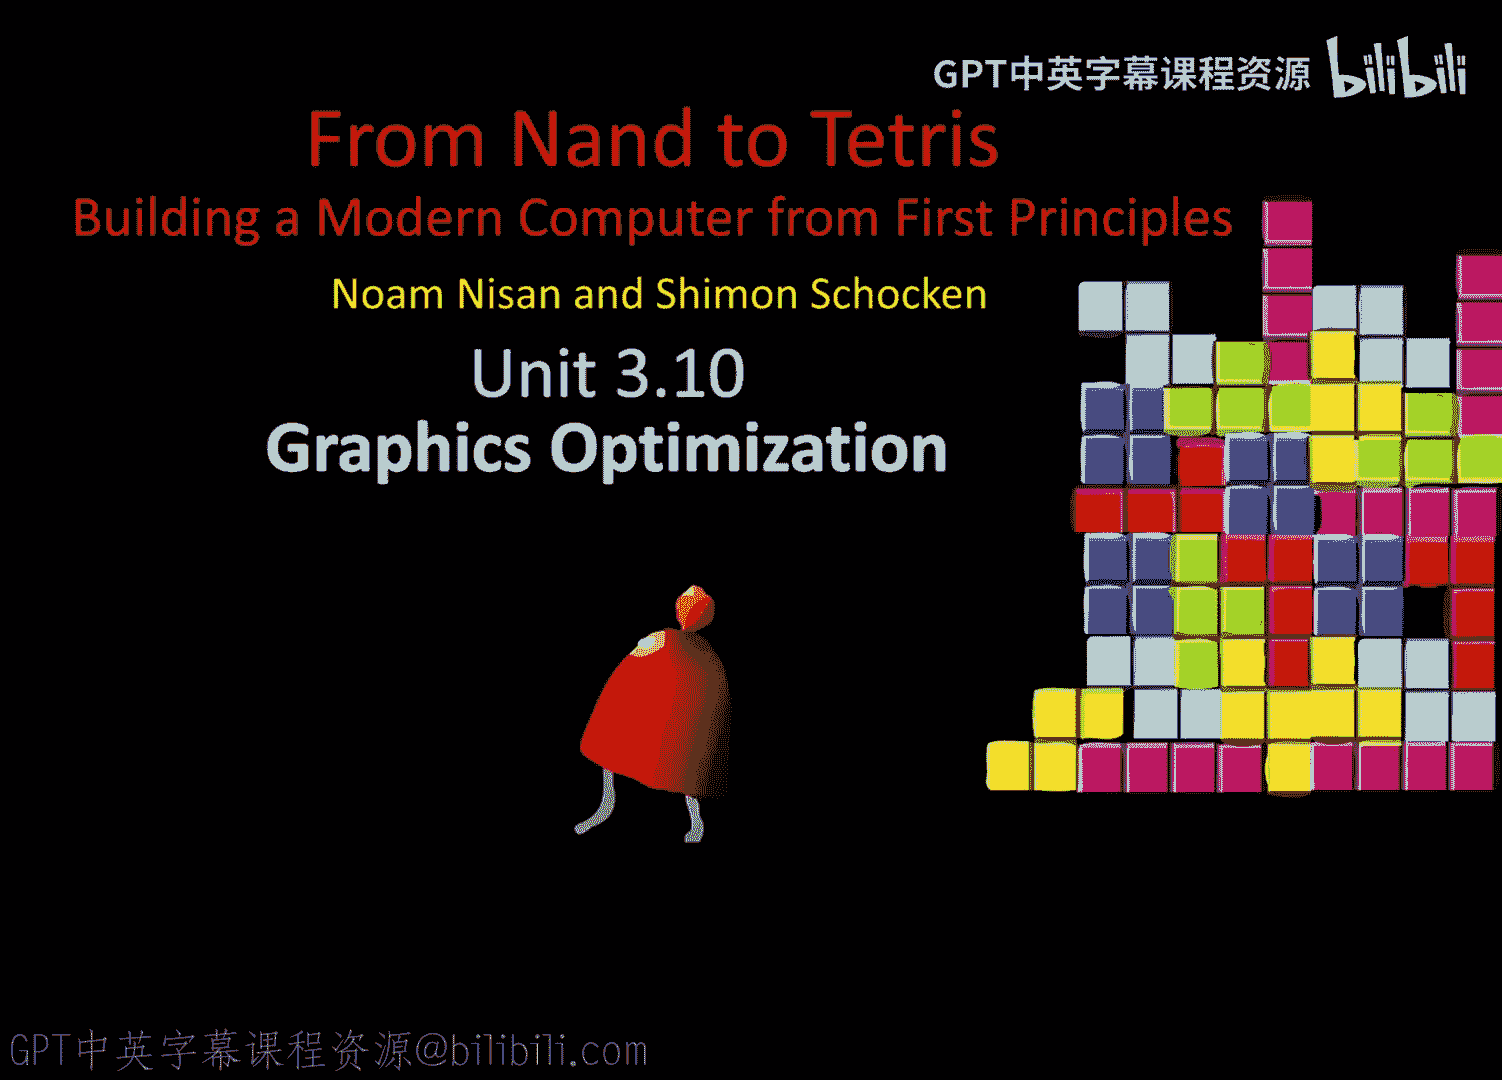 GPT中英字幕课程资源 bilibili
From Nand to Tetris
Building a Modern Computer from First Principles
Noam Nisan and Shimon Schocken
Unit 3.10
Graphics Optimization
GPT中英字幕课程资源@bilibili.com